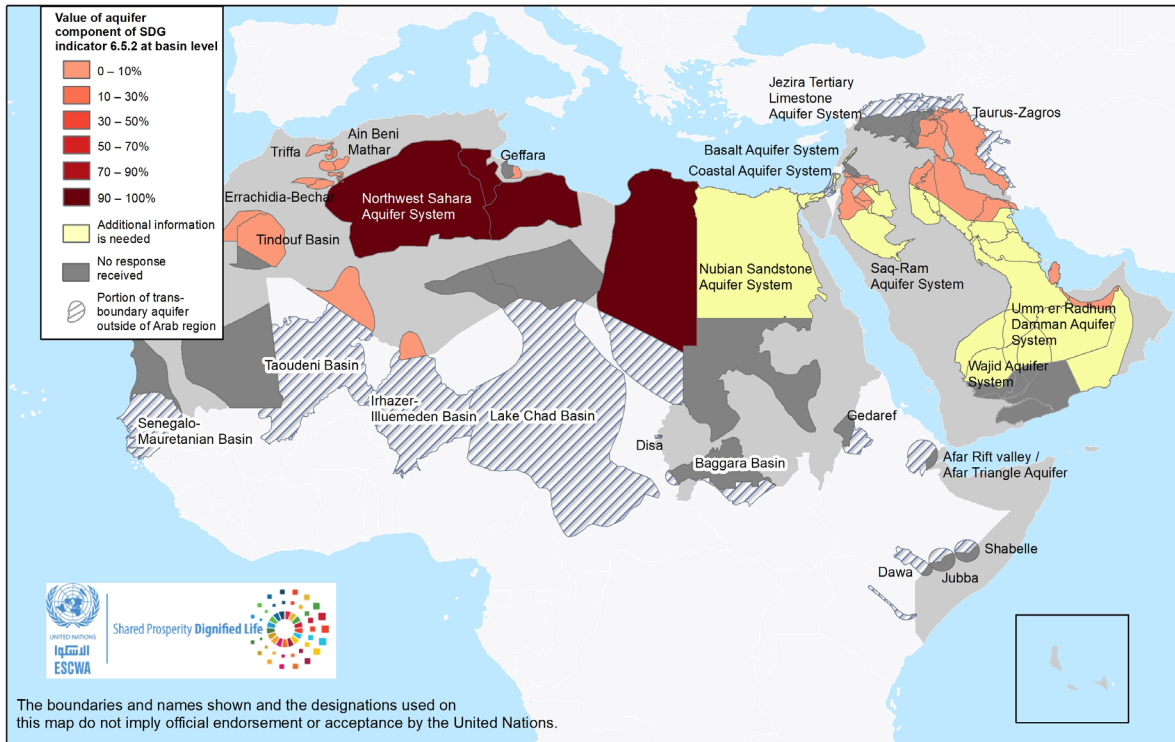 Value of aquifer
component of SDG
indicator 6.5.2 at basin level
0 – 10%
10 – 30%
30 – 50%
50 – 70%
70 – 90%
90 – 100%
Additional information
is needed
No response
received
Portion of trans-
boundary aquifer
outside of Arab region
Jezira Tertiary
Limestone
Aquifer System
Taurus-Zagros
Ain Beni
Mathar
Triffa
Geffara
Basalt Aquifer System
Coastal Aquifer System
Errachidia-Bechar
Northwest Sahara
Aquifer System
Tindouf Basin
Nubian Sandstone
Aquifer System
Saq-Ram
Aquifer System
Umm er Radhum
Damman Aquifer
System
Wajid Aquifer
System
Taoudeni Basin
Irhazer-
Illuemeden Basin
Lake Chad Basin
Senegalo-
Mauretanian Basin
Disa
Gedaref
Baggara Basin
Afar Rift valley /
Afar Triangle Aquifer
Shabelle
Dawa
Jubba
UNITED NATIONS
الاسكوا
ESCWA
Shared Prosperity Dignified Life
The boundaries and names shown and the designations used on
this map do not imply official endorsement or acceptance by the United Nations.